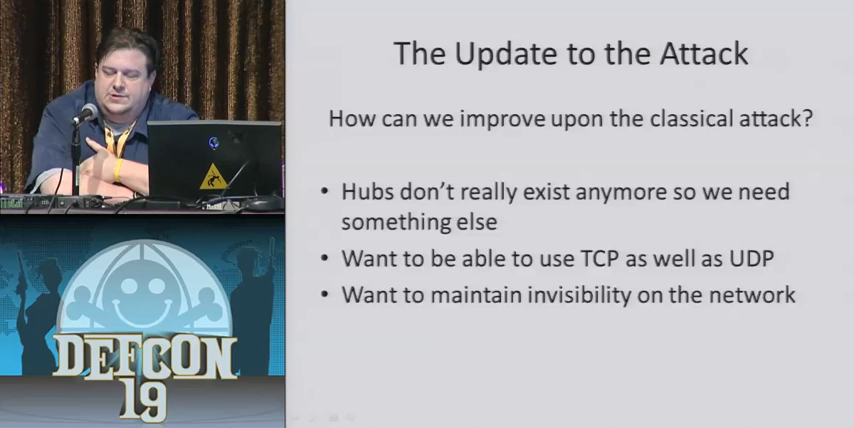 The Update to the Attack
How can we improve upon the classical attack?
• Hubs don't really exist anymore so we need
something else
• Want to be able to use TCP as well as UDP
• Want to maintain invisibility on the network
DEFCON
19